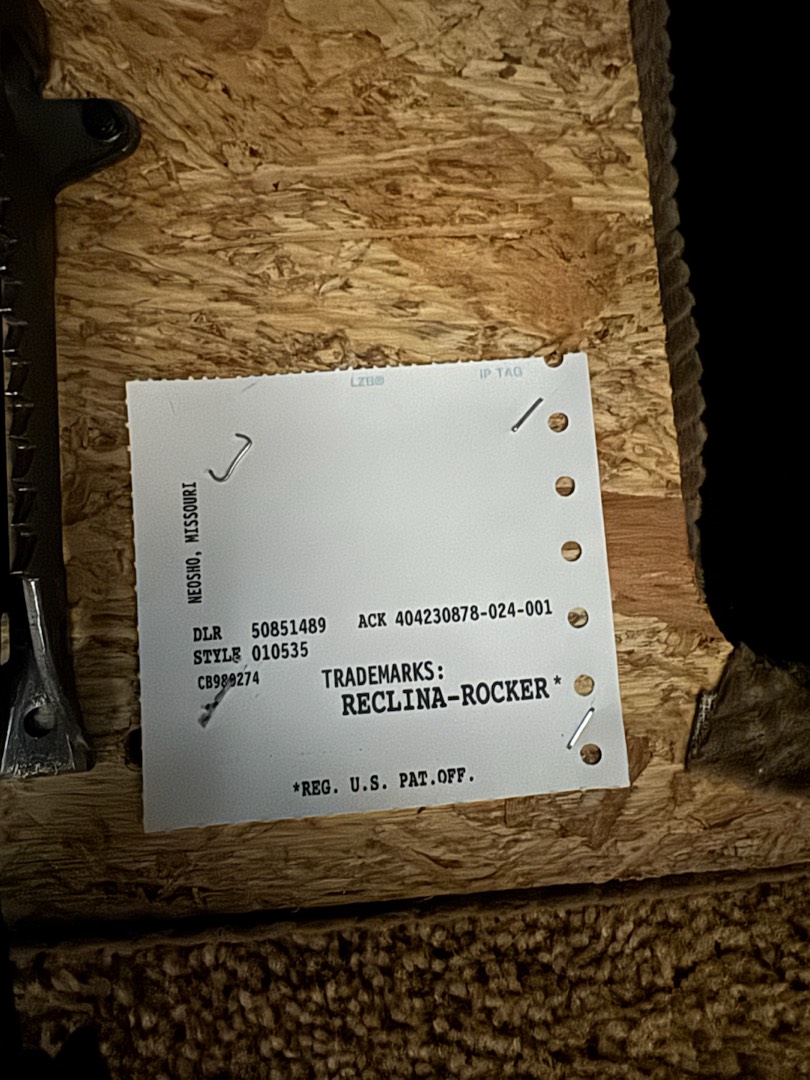 LZB® IP TAG
NEOSHO, MISSOURI
DLR 50851489 ACK 404230878-024-001
STYLE 010535
CB989274
TRADEMARKS:
RECLINA-ROCKER*
*REG. U.S. PAT.OFF.